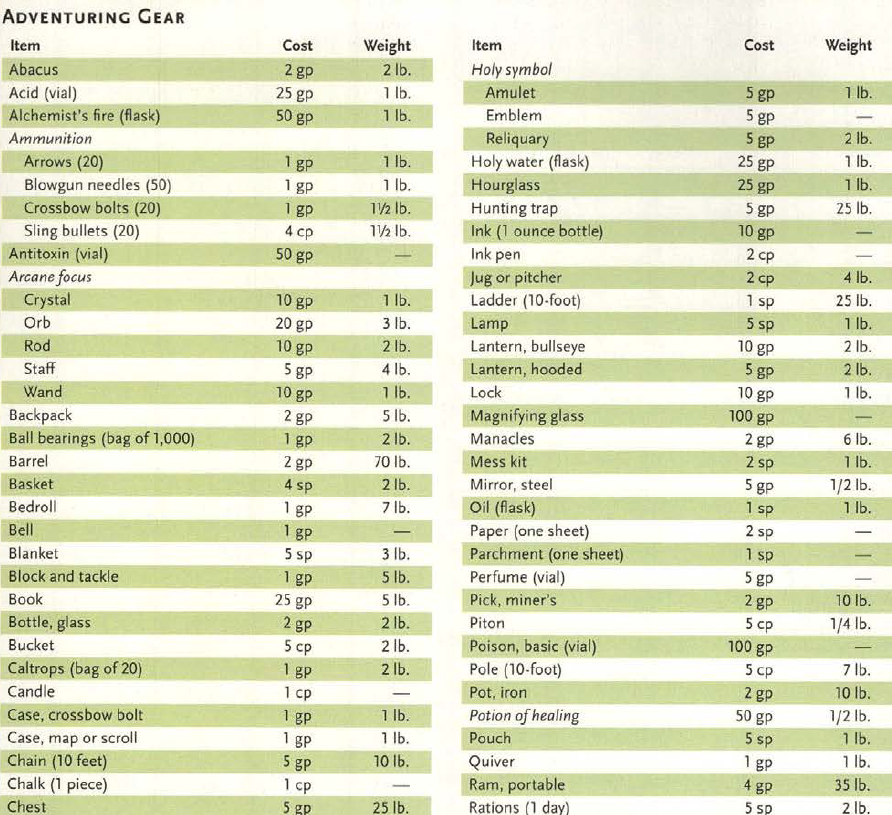 ADVENTURING GEAR
Item Cost Weight
Abacus 2 gp 2 lb.
Acid (vial) 25 gp 1 lb.
Alchemist's fire (flask) 50 gp 1 lb.
Ammunition
Arrows (20) 1 gp 1 lb.
Blowgun needles (50) 1 gp 1 lb.
Crossbow bolts (20) 1 gp 1½ lb.
Sling bullets (20) 4 cp 1½ lb.
Antitoxin (vial) 50 gp —
Arcane focus
Crystal 10 gp 1 lb.
Orb 20 gp 3 lb.
Rod 10 gp 2 lb.
Staff 5 gp 4 lb.
Wand 10 gp 1 lb.
Backpack 2 gp 5 lb.
Ball bearings (bag of 1,000) 1 gp 2 lb.
Barrel 2 gp 70 lb.
Basket 4 sp 2 lb.
Bedroll 1 gp 7 lb.
Bell 1 gp —
Blanket 5 sp 3 lb.
Block and tackle 1 gp 5 lb.
Book 25 gp 5 lb.
Bottle, glass 2 gp 2 lb.
Bucket 5 cp 2 lb.
Caltrops (bag of 20) 1 gp 2 lb.
Candle 1 cp —
Case, crossbow bolt 1 gp 1 lb.
Case, map or scroll 1 gp 1 lb.
Chain (10 feet) 5 gp 10 lb.
Chalk (1 piece) 1 cp —
Chest 5 gp 25 lb.
Item Cost Weight
Holy symbol
Amulet 5 gp 1 lb.
Emblem 5 gp —
Reliquary 5 gp 2 lb.
Holy water (flask) 25 gp 1 lb.
Hourglass 25 gp 1 lb.
Hunting trap 5 gp 25 lb.
Ink (1 ounce bottle) 10 gp —
Ink pen 2 cp —
Jug or pitcher 2 cp 4 lb.
Ladder (10-foot) 1 sp 25 lb.
Lamp 5 sp 1 lb.
Lantern, bullseye 10 gp 2 lb.
Lantern, hooded 5 gp 2 lb.
Lock 10 gp 1 lb.
Magnifying glass 100 gp —
Manacles 2 gp 6 lb.
Mess kit 2 sp 1 lb.
Mirror, steel 5 gp 1/2 lb.
Oil (flask) 1 sp 1 lb.
Paper (one sheet) 2 sp —
Parchment (one sheet) 1 sp —
Perfume (vial) 5 gp —
Pick, miner's 2 gp 10 lb.
Piton 5 cp 1/4 lb.
Poison, basic (vial) 100 gp —
Pole (10-foot) 5 cp 7 lb.
Pot, iron 2 gp 10 lb.
Potion of healing 50 gp 1/2 lb.
Pouch 5 sp 1 lb.
Quiver 1 gp 1 lb.
Ram, portable 4 gp 35 lb.
Rations (1 day) 5 sp 2 lb.